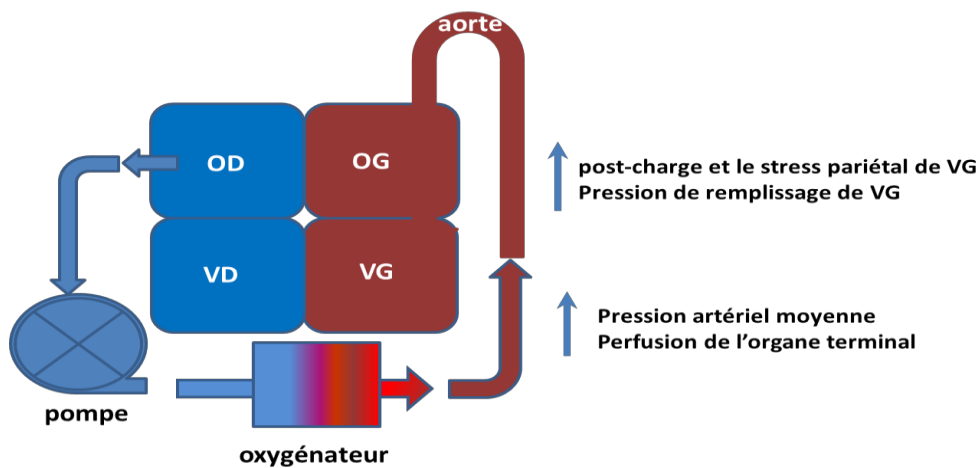 aorte
OD
OG
post-charge et le stress pariétal de VG
Pression de remplissage de VG
VD
VG
Pression artériel moyenne
Perfusion de l’organe terminal
pompe
oxygénateur